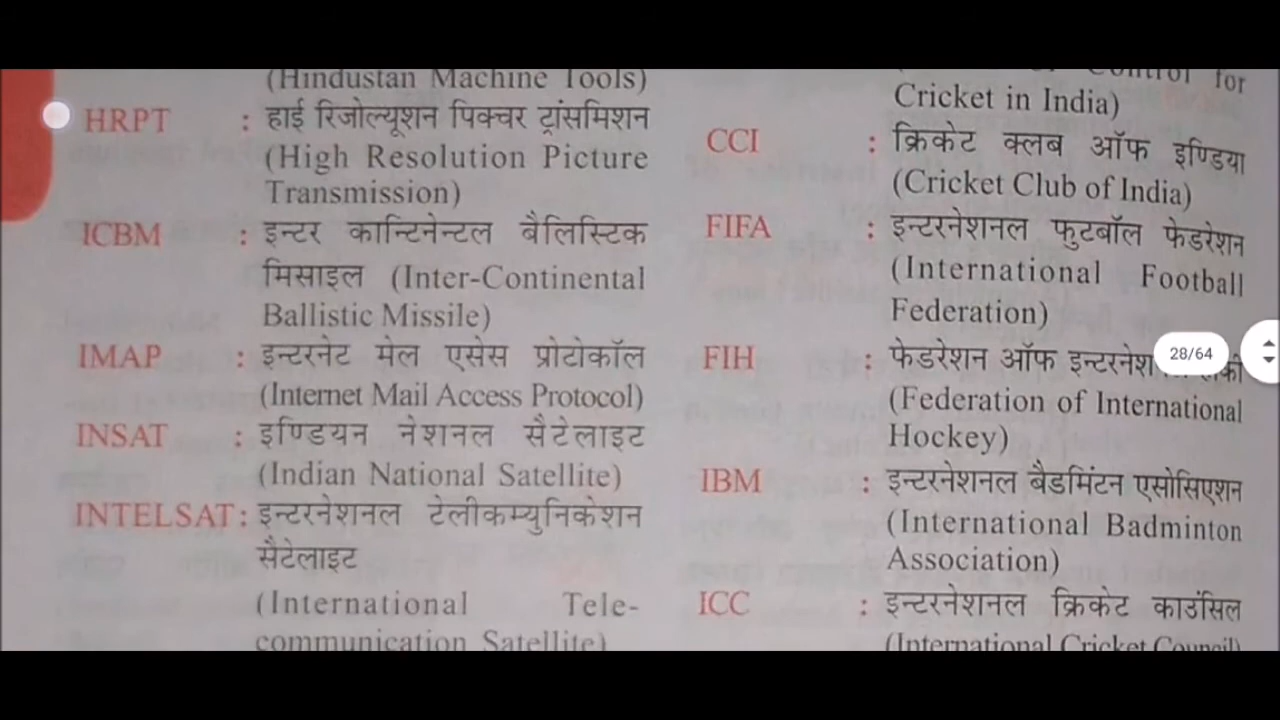 (Hindustan Machine Tools)
HRPT : हाई रिजोल्यूशन पिक्चर ट्रांसमिशन
(High Resolution Picture
Transmission)
ICBM : इन्टर कान्टिनेन्टल बैलिस्टिक
मिसाइल (Inter-Continental
Ballistic Missile)
IMAP : इन्टरनेट मेल एसेस प्रोटोकॉल
(Internet Mail Access Protocol)
INSAT : इण्डियन नेशनल सैटेलाइट
(Indian National Satellite)
INTELSAT : इन्टरनेशनल टेलीकम्युनिकेशन
सैटेलाइट
(International Tele-
communication Satellite)
Control for
Cricket in India)
CCI : क्रिकेट क्लब ऑफ इण्डिया
(Cricket Club of India)
FIFA : इन्टरनेशनल फुटबॉल फेडरेशन
(International Football
Federation)
FIH : फेडरेशन ऑफ
(Federation of International
Hockey)
IBM : इन्टरनेशनल बैडमिंटन एसोसिएशन
(International Badminton
Association)
ICC : इन्टरनेशनल क्रिकेट काउंसिल
(International Cricket Council)
28/64